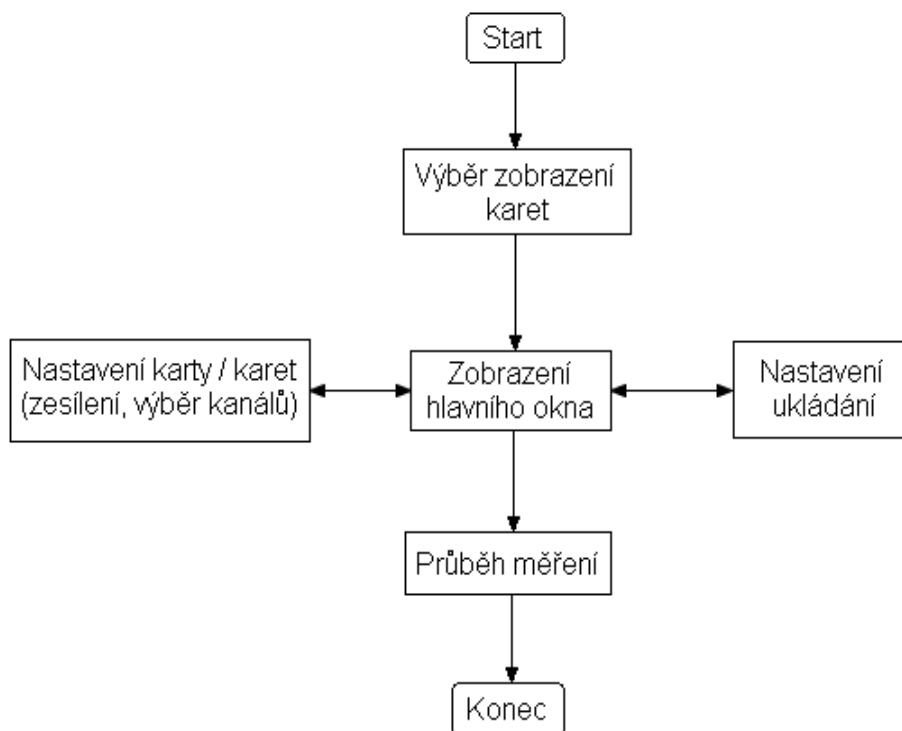 Start
Výběr zobrazení
karet
Nastavení karty / karet
(zesílení, výběr kanálů)
Zobrazení
hlavního okna
Nastavení
ukládání
Průběh měření
Konec